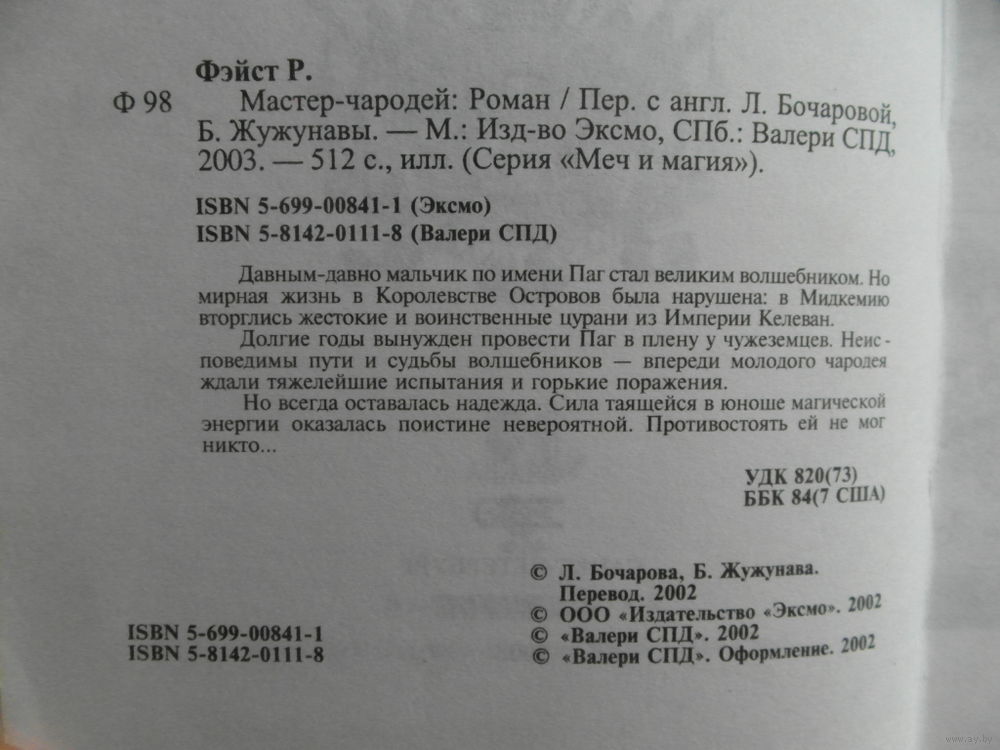 Фэйст Р.
Ф 98 Мастер-чародей: Роман / Пер. с англ. Л. Бочаровой,
Б. Жужунавы. — М.: Изд-во Эксмо, СПб.: Валери СПД,
2003. — 512 с., илл. (Серия «Меч и магия»).
ISBN 5-699-00841-1 (Эксмо)
ISBN 5-8142-0111-8 (Валери СПД)
Давным-давно мальчик по имени Паг стал великим волшебником. Но
мирная жизнь в Королевстве Островов была нарушена: в Мидкемию
вторглись жестокие и воинственные цурани из Империи Келеван.
Долгие годы вынужден провести Паг в плену у чужеземцев. Неис-
поведимы пути и судьбы волшебников — впереди молодого чародея
ждали тяжелейшие испытания и горькие поражения.
Но всегда оставалась надежда. Сила таящейся в юноше магической
энергии оказалась поистине невероятной. Противостоять ей не мог
никто...
УДК 820(73)
ББК 84(7 США)
© Л. Бочарова, Б. Жужунава.
Перевод. 2002
© ООО «Издательство «Эксмо». 2002
ISBN 5-699-00841-1 © «Валери СПД». 2002
ISBN 5-8142-0111-8 © «Валери СПД». Оформление. 2002
www.ay.by